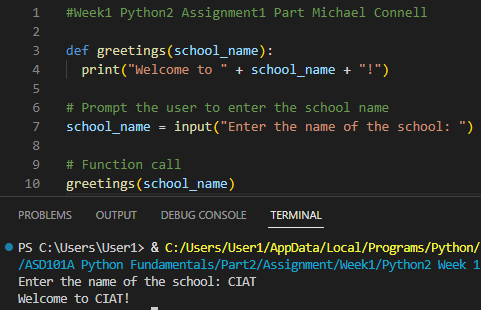 1 #Week1 Python2 Assignment1 Part Michael Connell
2
3 def greetings(school_name):
4 print("Welcome to " + school_name + "!")
5
6 # Prompt the user to enter the school name
7 school_name = input("Enter the name of the school: ")
8
9 # Function call
10 greetings(school_name)
PROBLEMS OUTPUT DEBUG CONSOLE TERMINAL
PS C:\Users\User1> & C:/Users/User1/AppData/Local/Programs/Python/
/ASD101A Python Fundamentals/Part2/Assignment/Week1/Python2 Week 1
Enter the name of the school: CIAT
Welcome to CIAT!